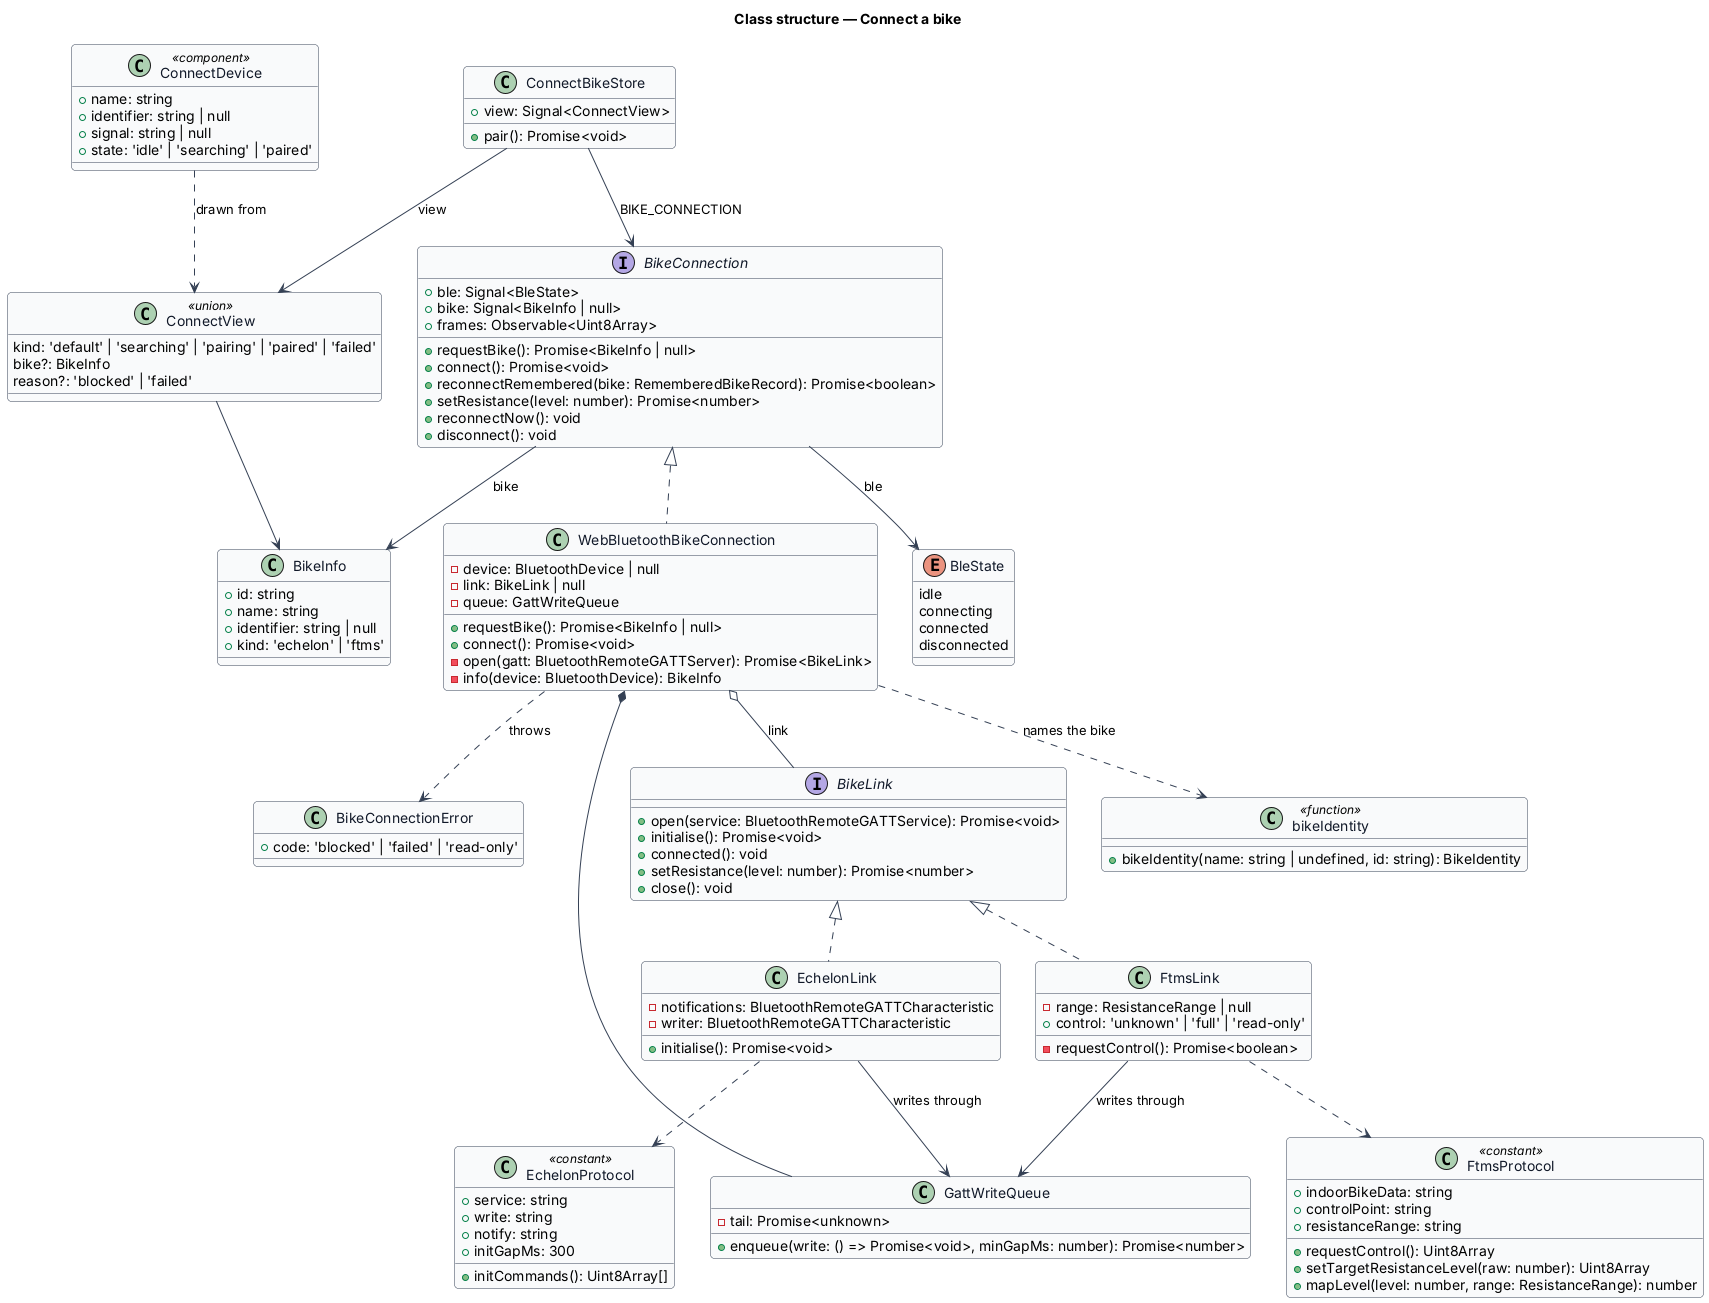 Class structure — Connect a bike
«component»
ConnectDevice
name: string
identifier: string | null
signal: string | null
state: 'idle' | 'searching' | 'paired'
ConnectBikeStore
view: Signal<ConnectView>
pair(): Promise<void>
drawn from
view
BIKE_CONNECTION
«union»
ConnectView
kind: 'default' | 'searching' | 'pairing' | 'paired' | 'failed'
bike?: BikeInfo
reason?: 'blocked' | 'failed'
BikeConnection
ble: Signal<BleState>
bike: Signal<BikeInfo | null>
frames: Observable<Uint8Array>
requestBike(): Promise<BikeInfo | null>
connect(): Promise<void>
reconnectRemembered(bike: RememberedBikeRecord): Promise<boolean>
setResistance(level: number): Promise<number>
reconnectNow(): void
disconnect(): void
bike
ble
BikeInfo
id: string
name: string
identifier: string | null
kind: 'echelon' | 'ftms'
WebBluetoothBikeConnection
device: BluetoothDevice | null
link: BikeLink | null
queue: GattWriteQueue
requestBike(): Promise<BikeInfo | null>
connect(): Promise<void>
open(gatt: BluetoothRemoteGATTServer): Promise<BikeLink>
info(device: BluetoothDevice): BikeInfo
BleState
idle
connecting
connected
disconnected
throws
link
names the bike
BikeConnectionError
code: 'blocked' | 'failed' | 'read-only'
BikeLink
open(service: BluetoothRemoteGATTService): Promise<void>
initialise(): Promise<void>
connected(): void
setResistance(level: number): Promise<number>
close(): void
«function»
bikeIdentity
bikeIdentity(name: string | undefined, id: string): BikeIdentity
EchelonLink
notifications: BluetoothRemoteGATTCharacteristic
writer: BluetoothRemoteGATTCharacteristic
initialise(): Promise<void>
FtmsLink
range: ResistanceRange | null
control: 'unknown' | 'full' | 'read-only'
requestControl(): Promise<boolean>
writes through
writes through
«constant»
EchelonProtocol
service: string
write: string
notify: string
initGapMs: 300
initCommands(): Uint8Array[]
GattWriteQueue
tail: Promise<unknown>
enqueue(write: () => Promise<void>, minGapMs: number): Promise<number>
«constant»
FtmsProtocol
indoorBikeData: string
controlPoint: string
resistanceRange: string
requestControl(): Uint8Array
setTargetResistanceLevel(raw: number): Uint8Array
mapLevel(level: number, range: ResistanceRange): number